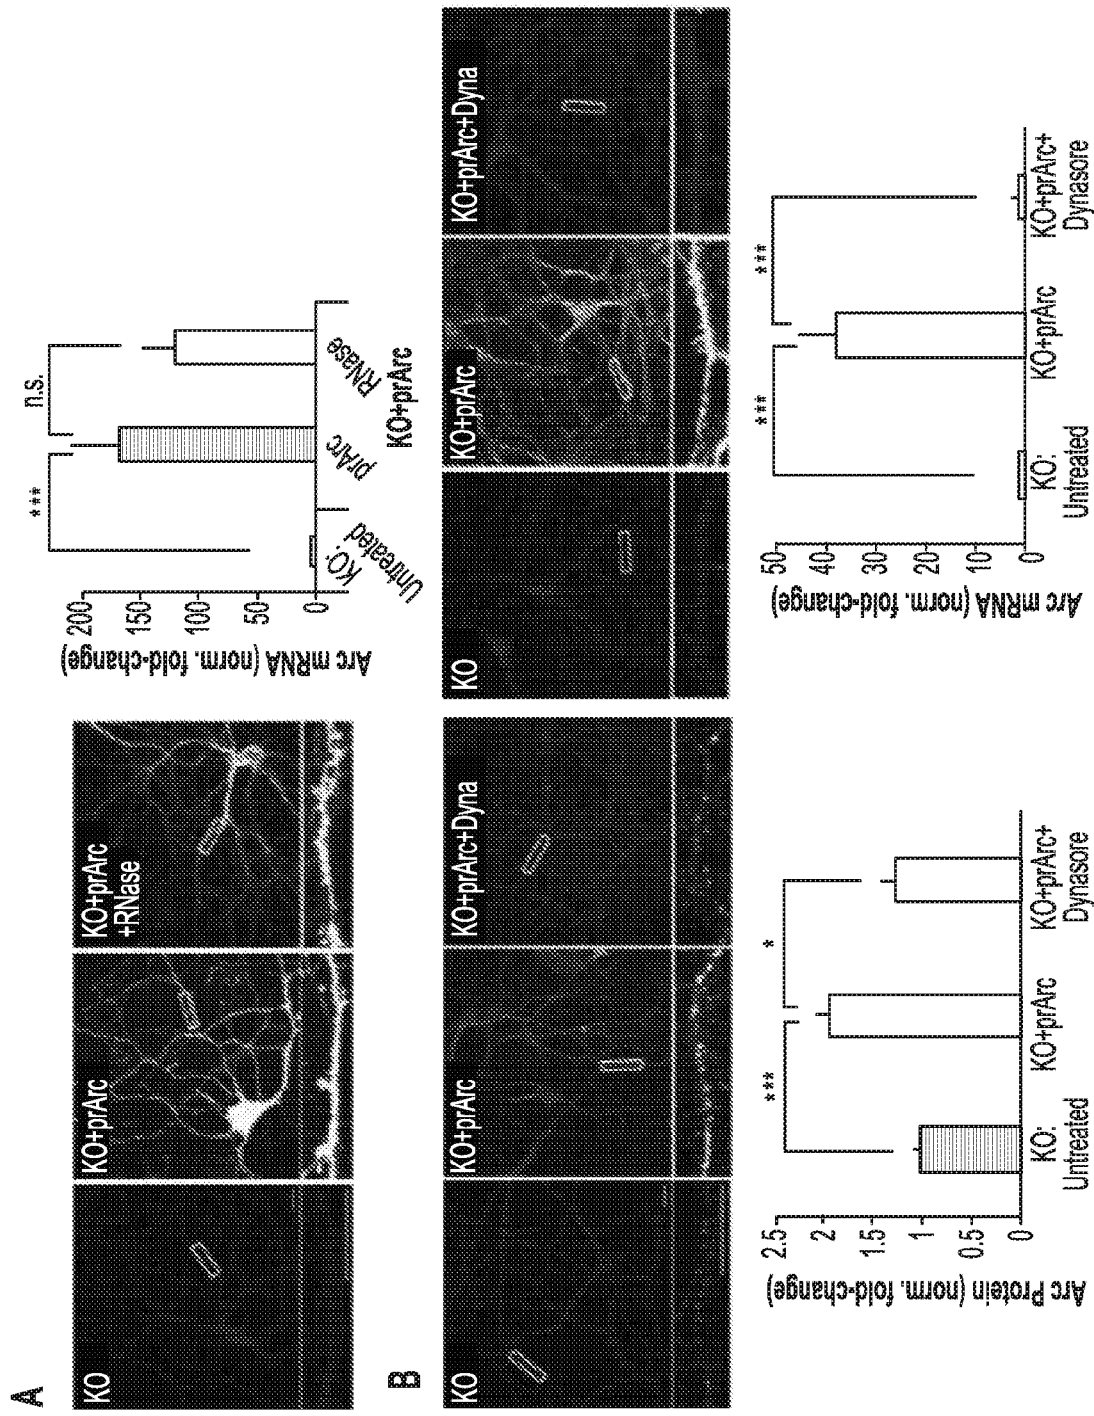 A
KO
KO+prArc
KO+prArc
+RNase
Arc mRNA (norm. fold-change)
200
150
100
50
0
***
n.s.
KO:
Untreated
prArc
RNase
KO+prArc
B
KO
KO+prArc
KO+prArc+Dyna
KO
KO+prArc
KO+prArc+Dyna
Arc Protein (norm. fold-change)
2.5
2
1.5
1
0.5
0
***
*
KO:
Untreated
KO+prArc
KO+prArc+
Dynasore
Arc mRNA (norm. fold-change)
50
40
30
20
10
0
***
***
KO:
Untreated
KO+prArc
KO+prArc+
Dynasore